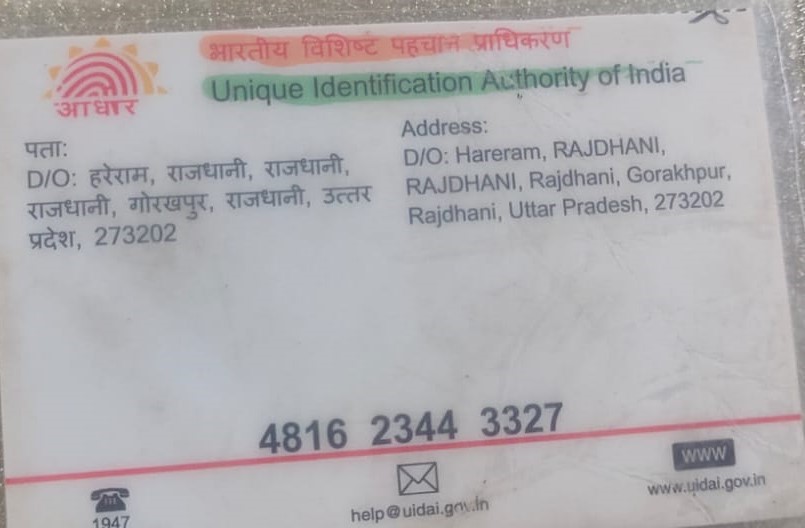 भारतीय विशिष्ट पहचान प्राधिकरण
Unique Identification Authority of India
आधार
पता:
D/O: हरेराम, राजधानी, राजधानी,
राजधानी, गोरखपुर, राजधानी, उत्तर
प्रदेश, 273202
Address:
D/O: Hareram, RAJDHANI,
RAJDHANI, Rajdhani, Gorakhpur,
Rajdhani, Uttar Pradesh, 273202
4816 2344 3327
1947
help@uidai.gov.in
WWW
www.uidai.gov.in